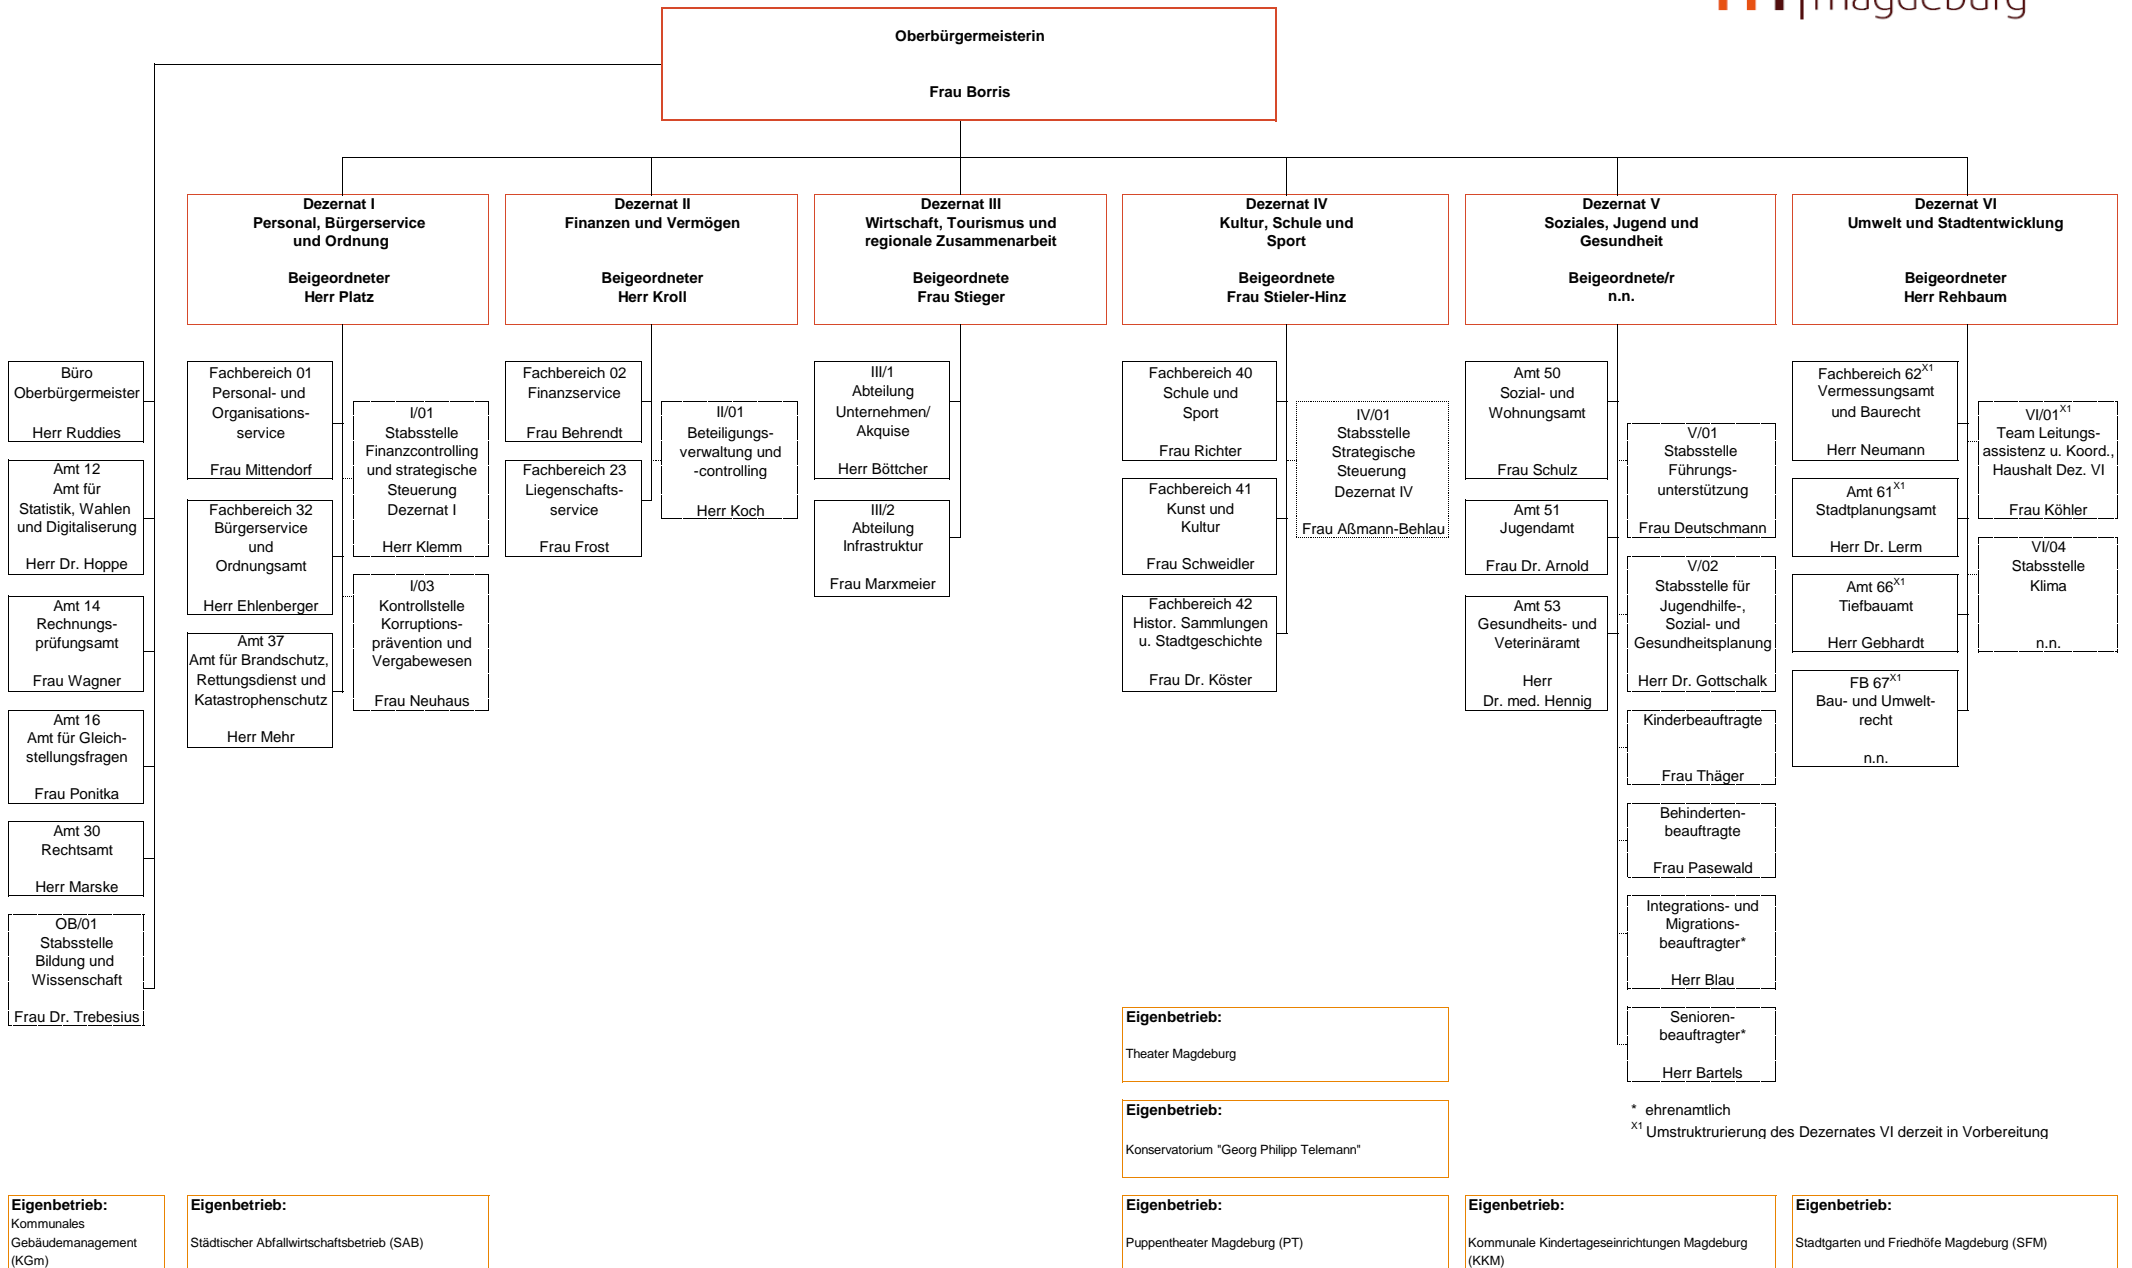 magdeburg
Oberbürgermeisterin
Frau Borris
Dezernat I
Personal, Bürgerservice
und Ordnung
Beigeordneter
Herr Platz
Dezernat II
Finanzen und Vermögen
Beigeordneter
Herr Kroll
Dezernat III
Wirtschaft, Tourismus und
regionale Zusammenarbeit
Beigeordnete
Frau Stieger
Dezernat IV
Kultur, Schule und
Sport
Beigeordnete
Frau Stieler-Hinz
Dezernat V
Soziales, Jugend und
Gesundheit
Beigeordnete/r
n.n.
Dezernat VI
Umwelt und Stadtentwicklung
Beigeordneter
Herr Rehbaum
Büro
Oberbürgermeister
Herr Ruddies
Amt 12
Amt für
Statistik, Wahlen
und Digitaliserung
Herr Dr. Hoppe
Amt 14
Rechnungs-
prüfungsamt
Frau Wagner
Amt 16
Amt für Gleich-
stellungsfragen
Frau Ponitka
Amt 30
Rechtsamt
Herr Marske
OB/01
Stabsstelle
Bildung und
Wissenschaft
Frau Dr. Trebesius
Fachbereich 01
Personal- und
Organisations-
service
Frau Mittendorf
Fachbereich 32
Bürgerservice
und
Ordnungsamt
Herr Ehlenberger
Amt 37
Amt für Brandschutz,
Rettungsdienst und
Katastrophenschutz
Herr Mehr
I/01
Stabsstelle
Finanzcontrolling
und strategische
Steuerung
Dezernat I
Herr Klemm
I/03
Kontrollstelle
Korruptions-
prävention und
Vergabewesen
Frau Neuhaus
Fachbereich 02
Finanzservice
Frau Behrendt
Fachbereich 23
Liegenschafts-
service
Frau Frost
II/01
Beteiligungs-
verwaltung und
-controlling
Herr Koch
III/1
Abteilung
Unternehmen/
Akquise
Herr Böttcher
III/2
Abteilung
Infrastruktur
Frau Marxmeier
Fachbereich 40
Schule und
Sport
Frau Richter
Fachbereich 41
Kunst und
Kultur
Frau Schweidler
Fachbereich 42
Histor. Sammlungen
u. Stadtgeschichte
Frau Dr. Köster
IV/01
Stabsstelle
Strategische
Steuerung
Dezernat IV
Frau Aßmann-Behlau
Amt 50
Sozial- und
Wohnungsamt
Frau Schulz
Amt 51
Jugendamt
Frau Dr. Arnold
Amt 53
Gesundheits- und
Veterinäramt
Herr
Dr. med. Hennig
V/01
Stabsstelle
Führungs-
unterstützung
Frau Deutschmann
V/02
Stabsstelle für
Jugendhilfe-,
Sozial- und
Gesundheitsplanung
Herr Dr. Gottschalk
Kinderbeauftragte
Frau Thäger
Behinderten-
beauftragte
Frau Pasewald
Integrations- und
Migrations-
beauftragter*
Herr Blau
Senioren-
beauftragter*
Herr Bartels
Fachbereich 62X1
Vermessungsamt
und Baurecht
Herr Neumann
Amt 61X1
Stadtplanungsamt
Herr Dr. Lerm
Amt 66X1
Tiefbauamt
Herr Gebhardt
FB 67X1
Bau- und Umwelt-
recht
n.n.
VI/01X1
Team Leitungs-
assistenz u. Koord.,
Haushalt Dez. VI
Frau Köhler
VI/04
Stabsstelle
Klima
n.n.
* ehrenamtlich
X1 Umstruktrurierung des Dezernates VI derzeit in Vorbereitung
Eigenbetrieb:
Theater Magdeburg
Eigenbetrieb:
Konservatorium "Georg Philipp Telemann"
Eigenbetrieb:
Kommunales
Gebäudemanagement
(KGm)
Eigenbetrieb:
Städtischer Abfallwirtschaftsbetrieb (SAB)
Eigenbetrieb:
Puppentheater Magdeburg (PT)
Eigenbetrieb:
Kommunale Kindertageseinrichtungen Magdeburg
(KKM)
Eigenbetrieb:
Stadtgarten und Friedhöfe Magdeburg (SFM)